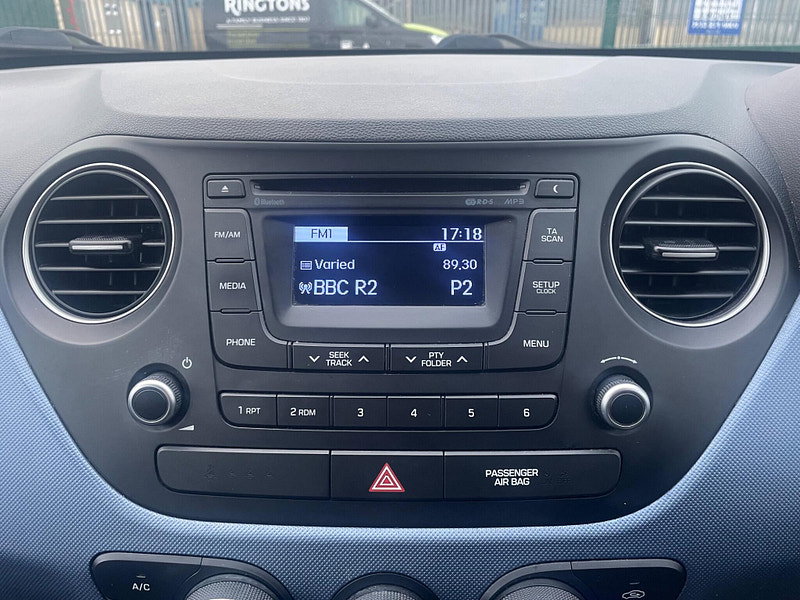 RINGTONS
Bluetooth R·D·S MP3
FM/AM
FM1 17:18
AF
Varied 89.30
BBC R2 P2
TA
SCAN
MEDIA
SETUP
CLOCK
PHONE
SEEK
TRACK
PTY
FOLDER
MENU
1 RPT 2 RDM 3 4 5 6
PASSENGER
AIR BAG
A/C